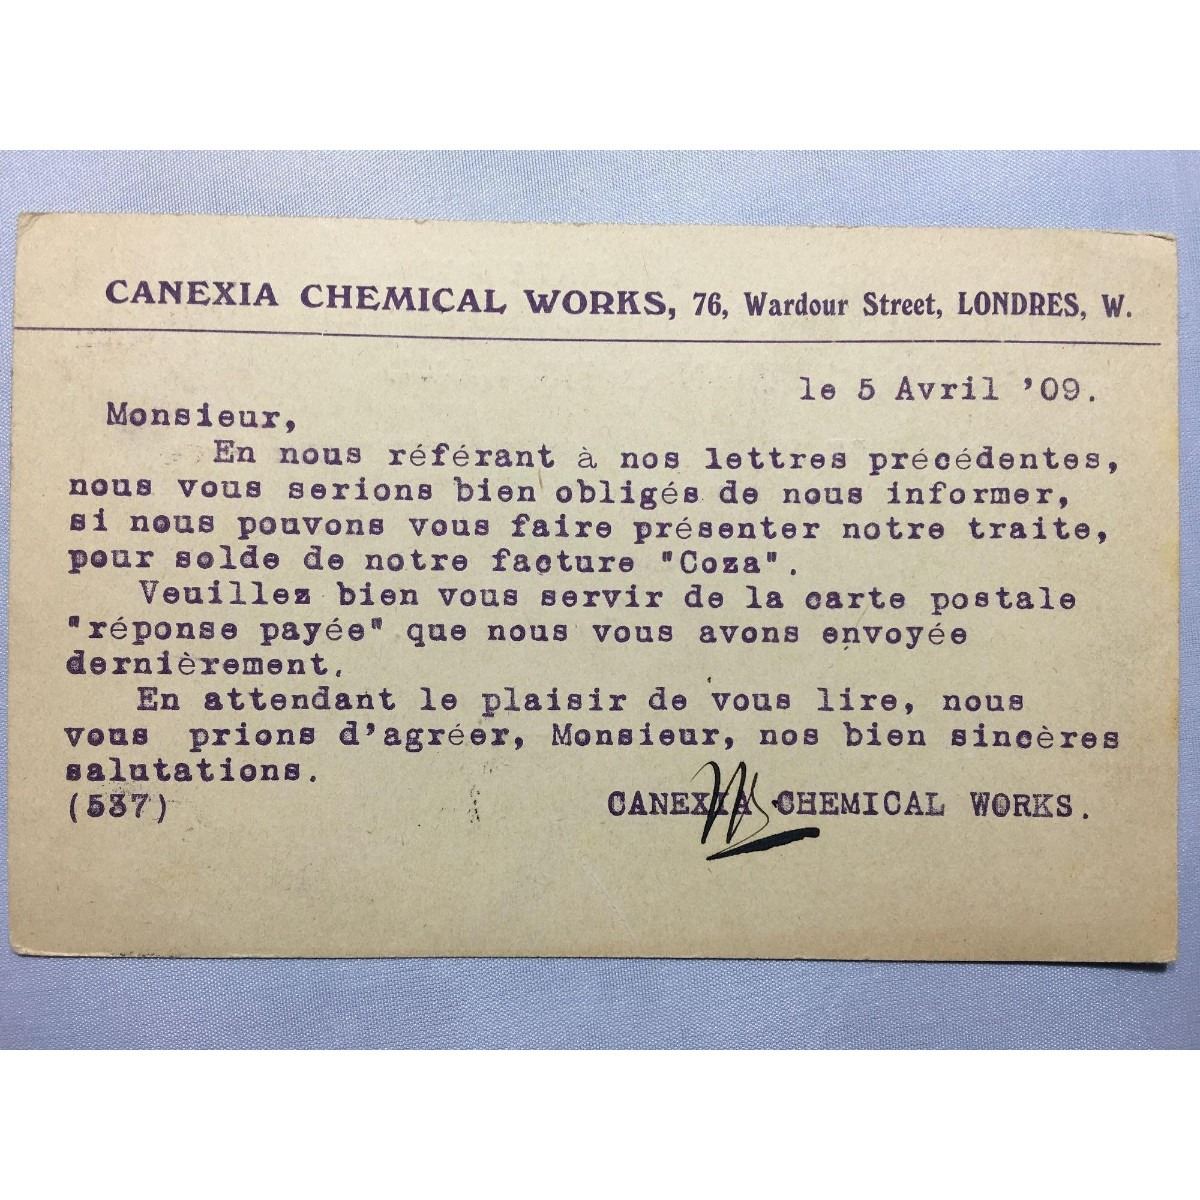 CANEXIA CHEMICAL WORKS, 76, Wardour Street, LONDRES, W.
le 5 Avril '09.
Monsieur,
En nous référant à nos lettres précédentes,
nous vous serions bien obligés de nous informer,
si nous pouvons vous faire présenter notre traite,
pour solde de notre facture "Coza".
Veuillez bien vous servir de la carte postale
"réponse payée" que nous vous avons envoyée
dernièrement.
En attendant le plaisir de vous lire, nous
vous prions d'agréer, Monsieur, nos bien sincères
salutations.
(537) CANEXIA CHEMICAL WORKS.